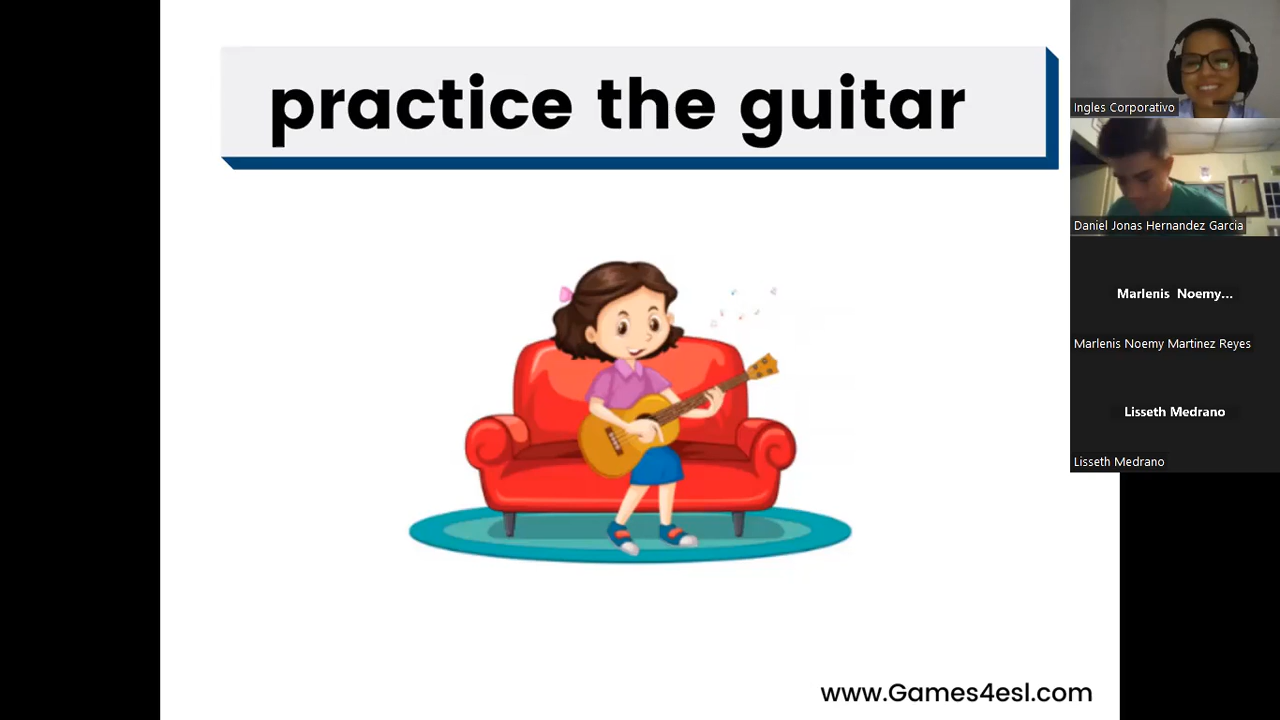 practice the guitar
www.Games4esl.com
Ingles Corporativo
Daniel Jonas Hernandez Garcia
Marlenis Noemy...
Marlenis Noemy Martinez Reyes
Lisseth Medrano
Lisseth Medrano